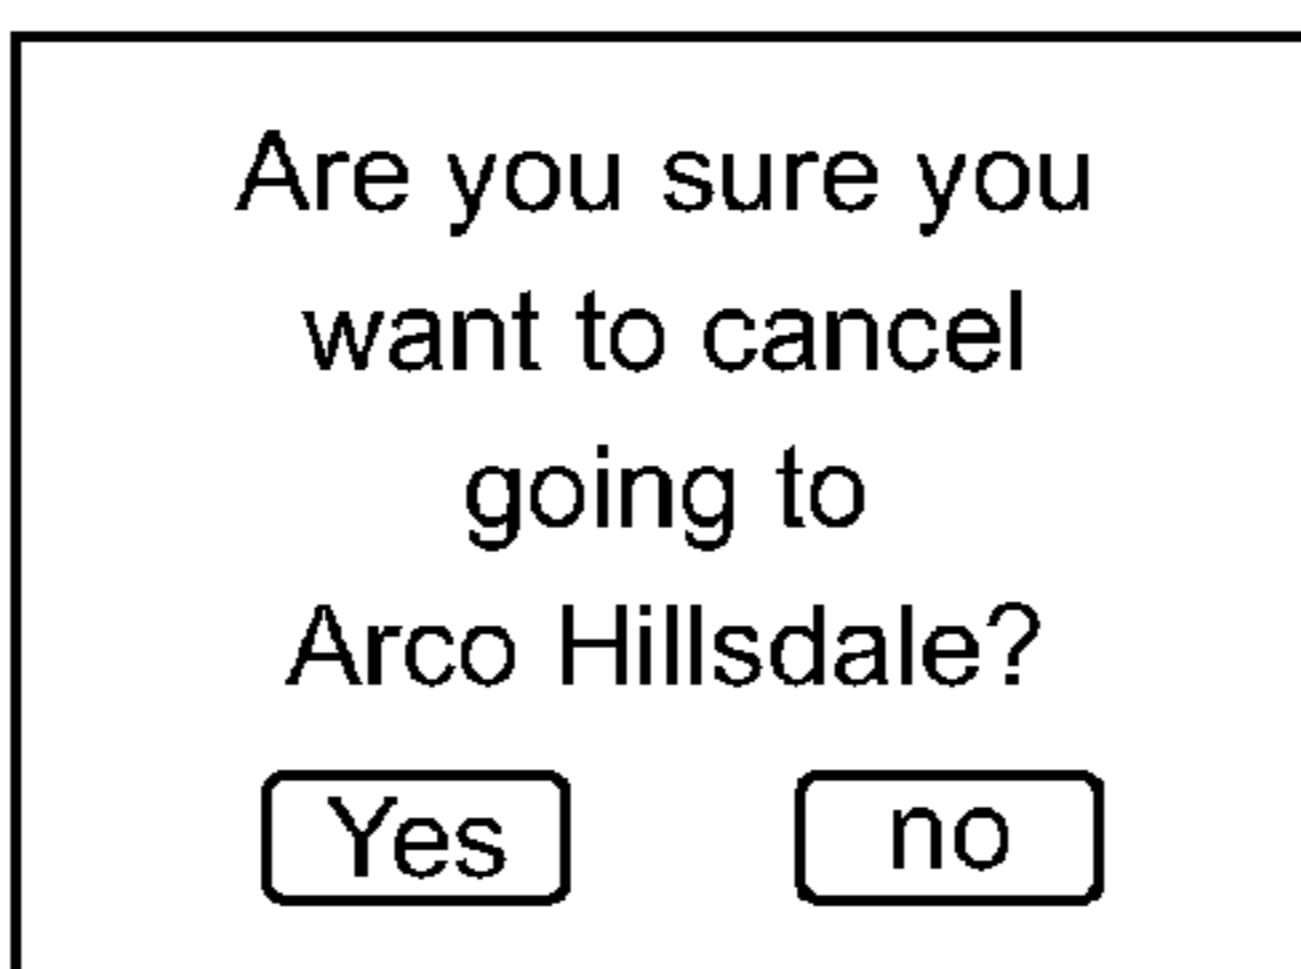 Are you sure you
want to cancel
going to
Arco Hillsdale?
Yes no